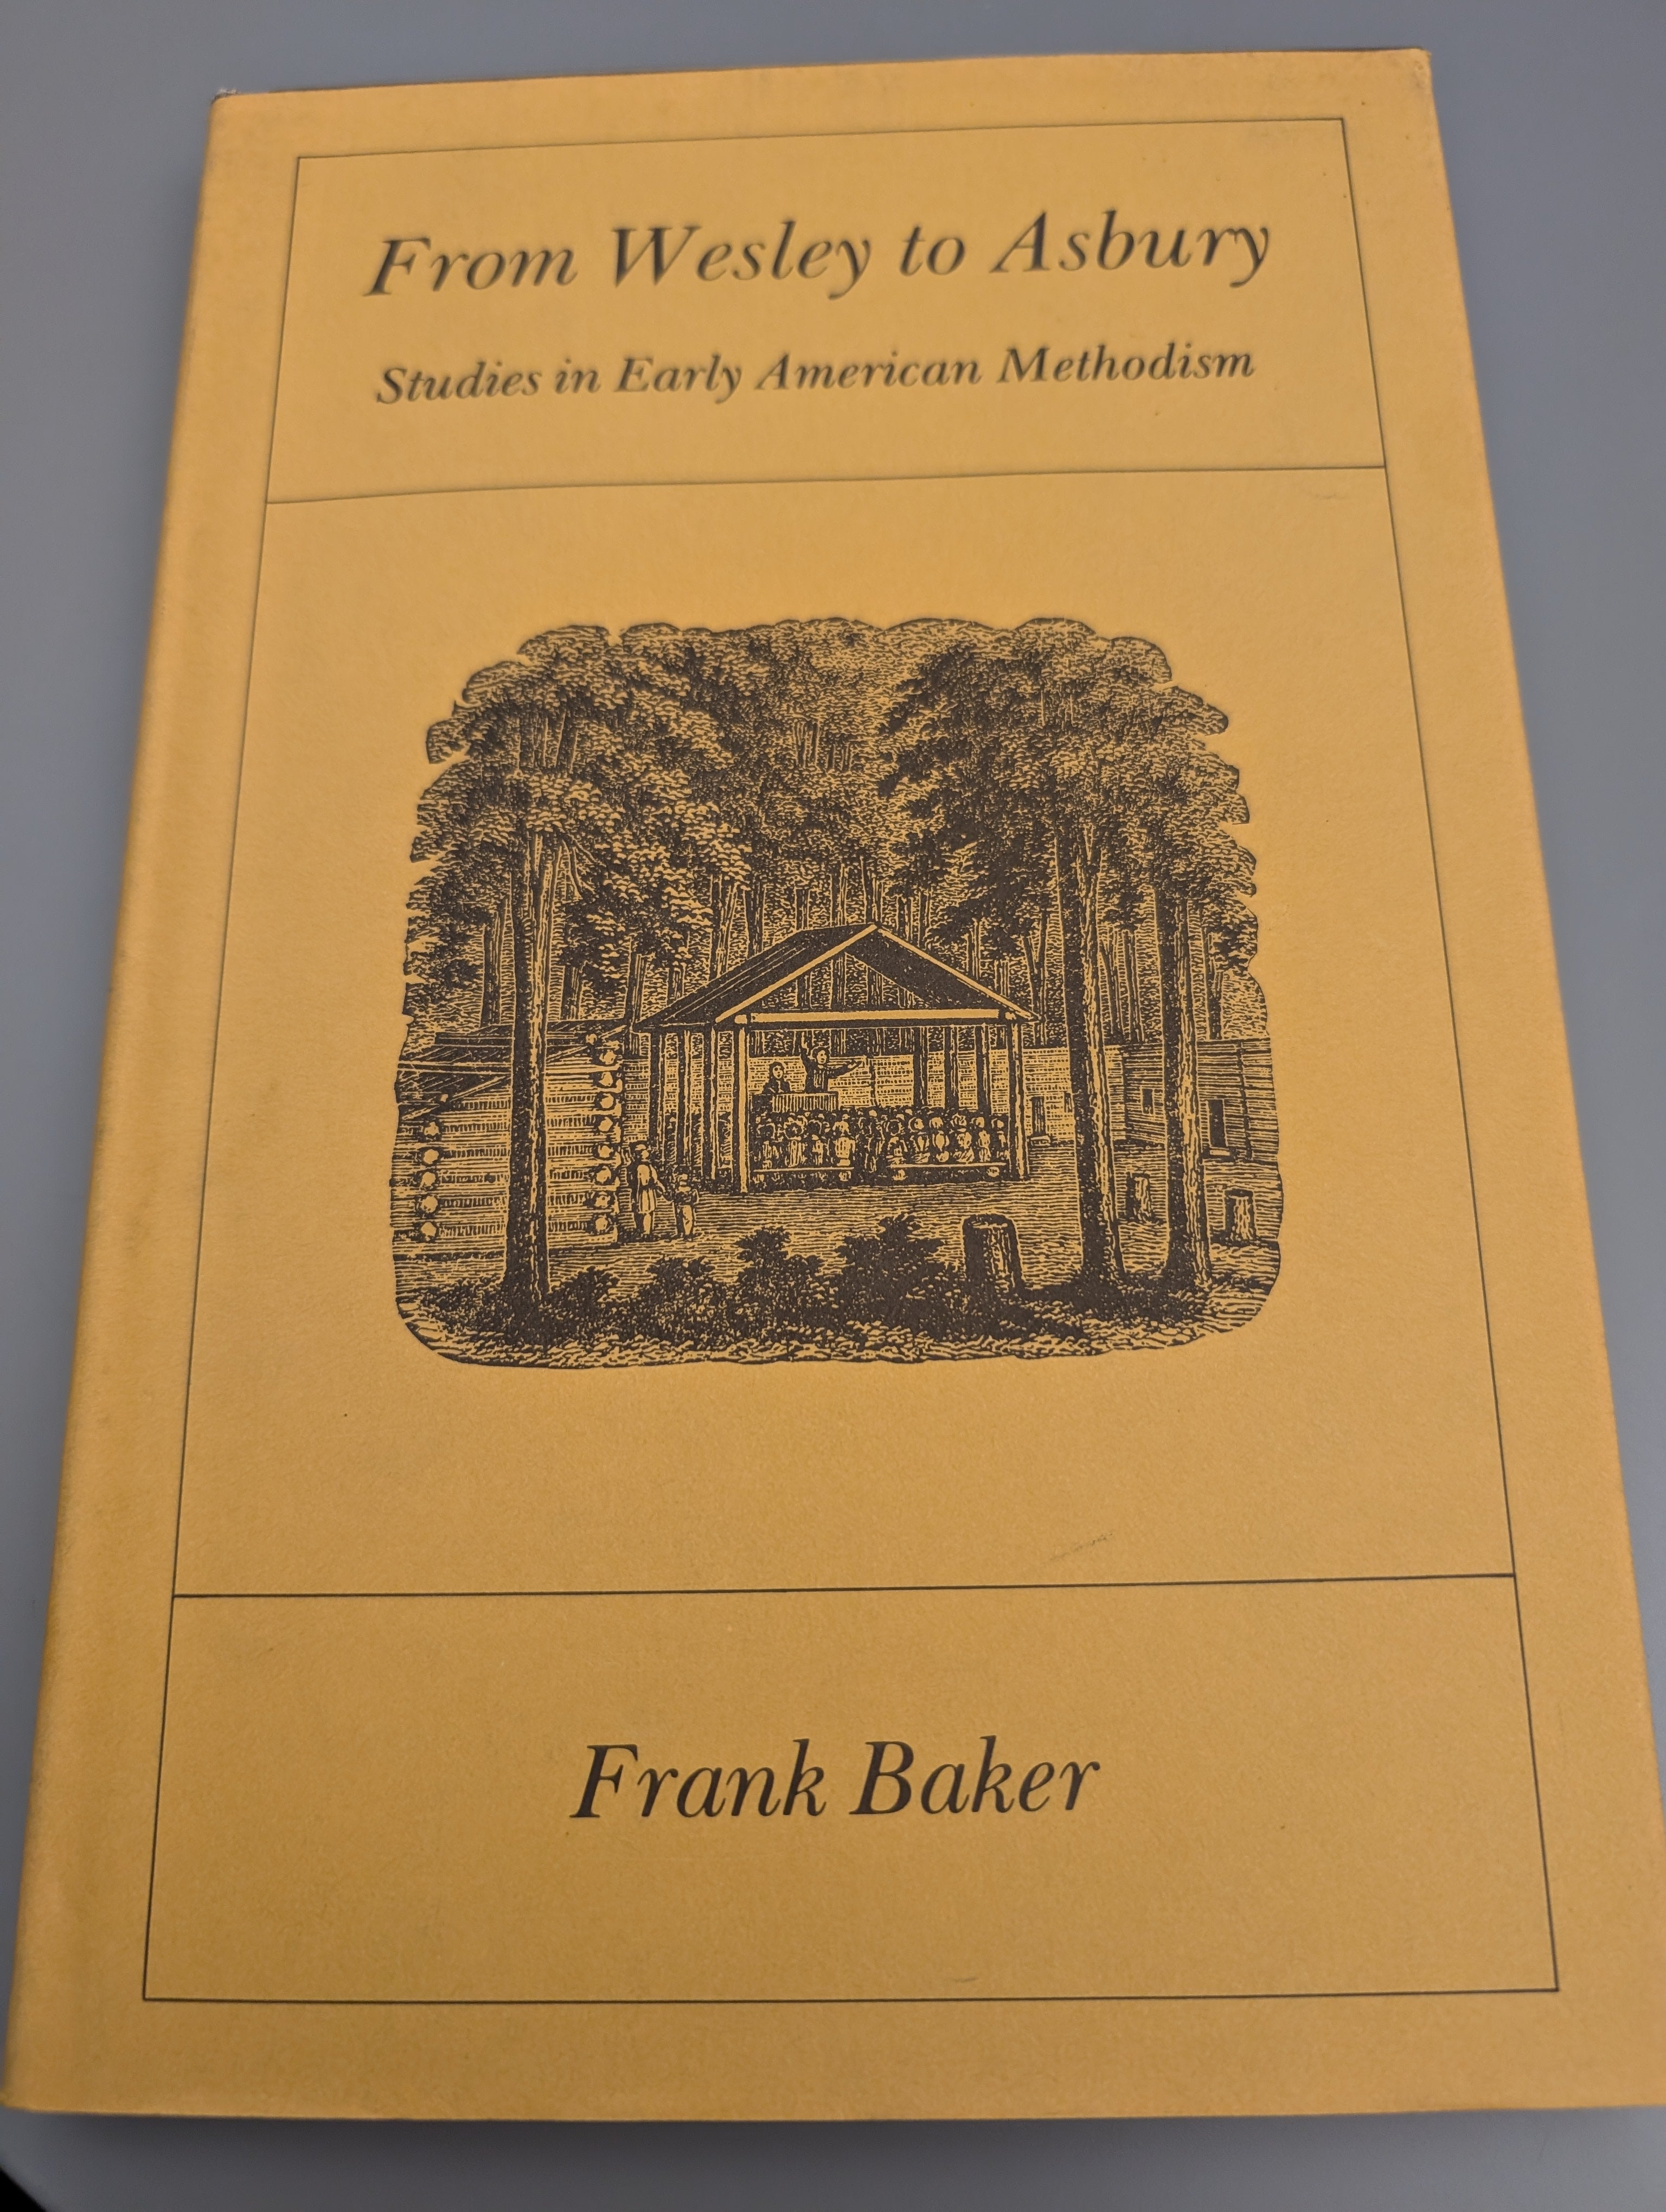 From Wesley to Asbury
Studies in Early American Methodism
Frank Baker